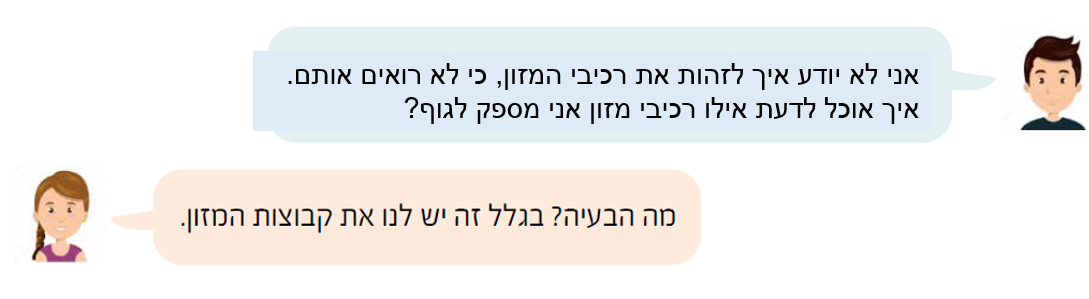 אני לא יודע איך לזהות את רכיבי המזון, כי לא רואים אותם.
איך אוכל לדעת אילו רכיבי מזון אני מספק לגוף?
מה הבעיה? בגלל זה יש לנו את קבוצות המזון.